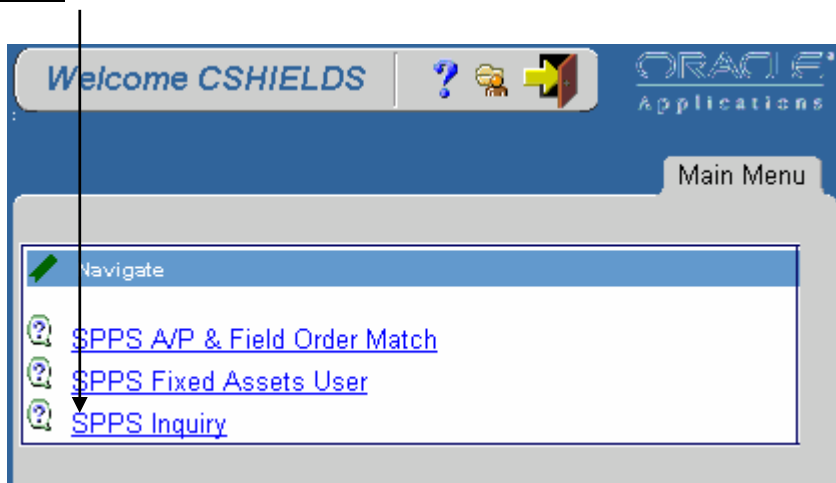 Welcome CSHIELDS
ORACLE
Applications
Main Menu
Navigate
SPPS A/P & Field Order Match
SPPS Fixed Assets User
SPPS Inquiry